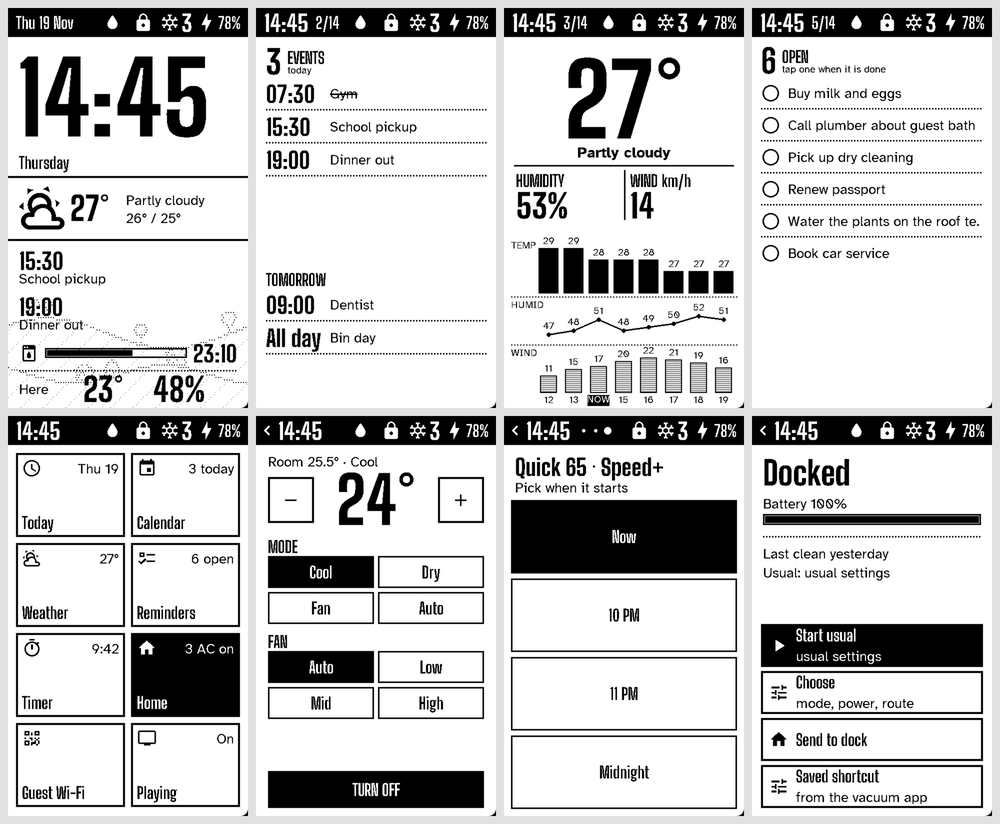 Thu 19 Nov 3 78%
14:45
Thursday
27° Partly cloudy
26° / 25°
15:30
School pickup
19:00
Dinner out
23:10
Here 23° 48%
14:45 2/14 3 78%
3 EVENTS
today
07:30 Gym
15:30 School pickup
19:00 Dinner out
TOMORROW
09:00 Dentist
All day Bin day
14:45 3/14 3 78%
27°
Partly cloudy
HUMIDITY WIND km/h
53% 14
TEMP 29 29 28 28 28 27 27 27
HUMID 47 48 51 48 49 50 52 51
WIND 11 15 17 20 22 21 19 16
12 13 NOW 15 16 17 18 19
14:45 5/14 3 78%
6 OPEN
tap one when it is done
Buy milk and eggs
Call plumber about guest bath
Pick up dry cleaning
Renew passport
Water the plants on the roof te.
Book car service
14:45 3 78%
Thu 19 3 today
Today Calendar
27° 6 open
Weather Reminders
9:42 3 AC on
Timer Home
On
Guest Wi-Fi Playing
< 14:45 3 78%
Room 25.5° · Cool
− 24° +
MODE
Cool Dry
Fan Auto
FAN
Auto Low
Mid High
TURN OFF
< 14:45 3 78%
Quick 65 · Speed+
Pick when it starts
Now
10 PM
11 PM
Midnight
< 14:45 3 78%
Docked
Battery 100%
Last clean yesterday
Usual: usual settings
Start usual
usual settings
Choose
mode, power, route
Send to dock
Saved shortcut
from the vacuum app